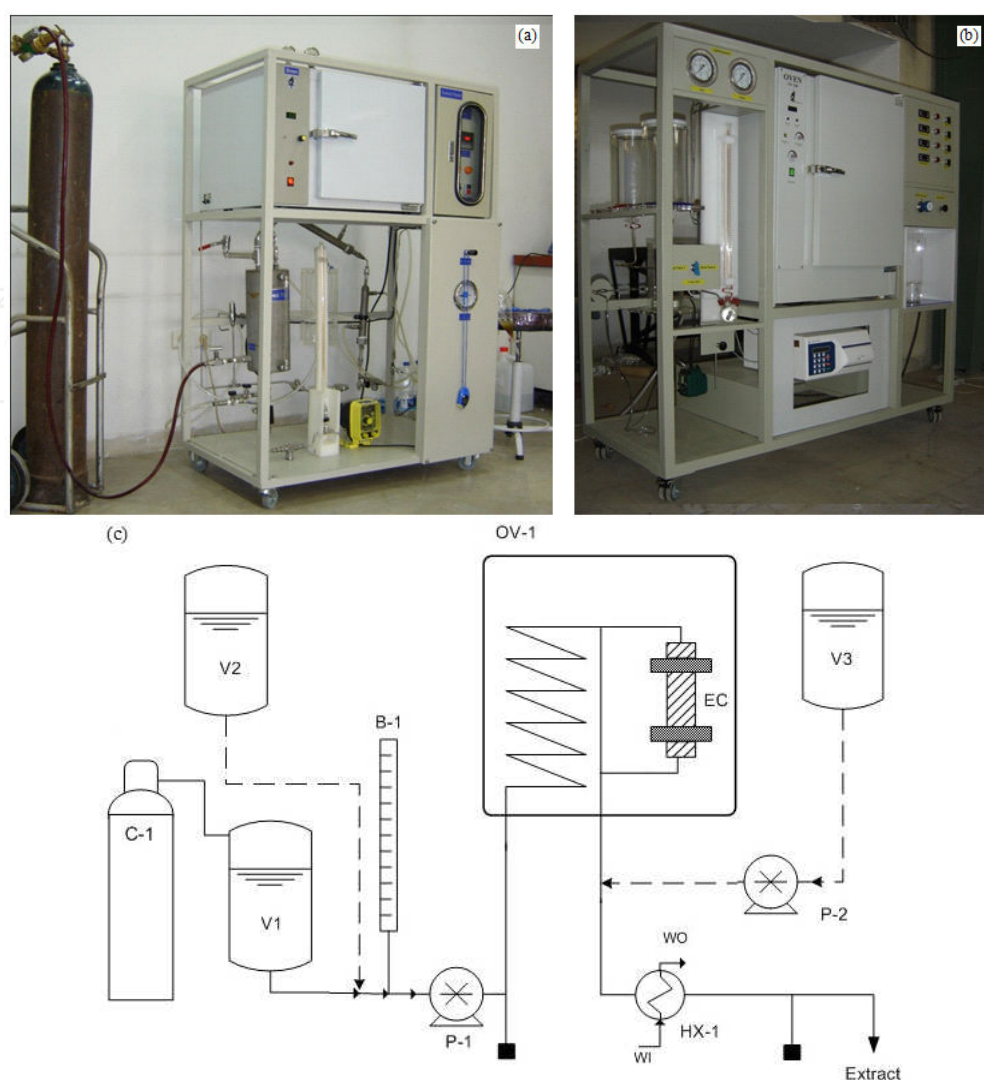 (a)
(b)
OVEN
(c)
OV-1
V2
V3
B-1
EC
C-1
V1
P-2
WO
P-1
HX-1
WI
Extract